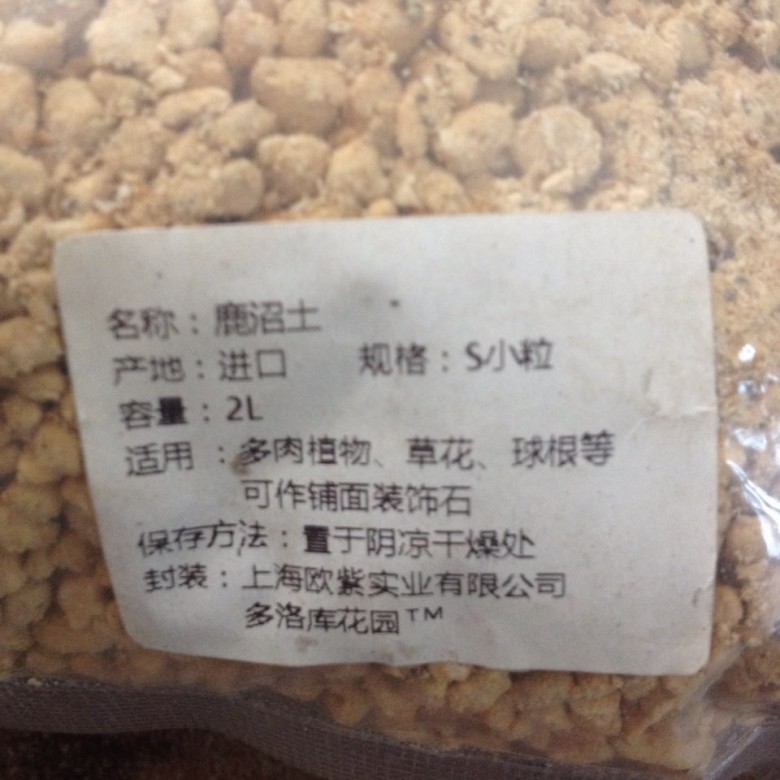 名称：鹿沼土
产地：进口 规格：S小粒
容量：2L
适用：多肉植物、草花、球根等
可作铺面装饰石
保存方法：置于阴凉干燥处
封装：上海欧紫实业有限公司
多洛库花园™